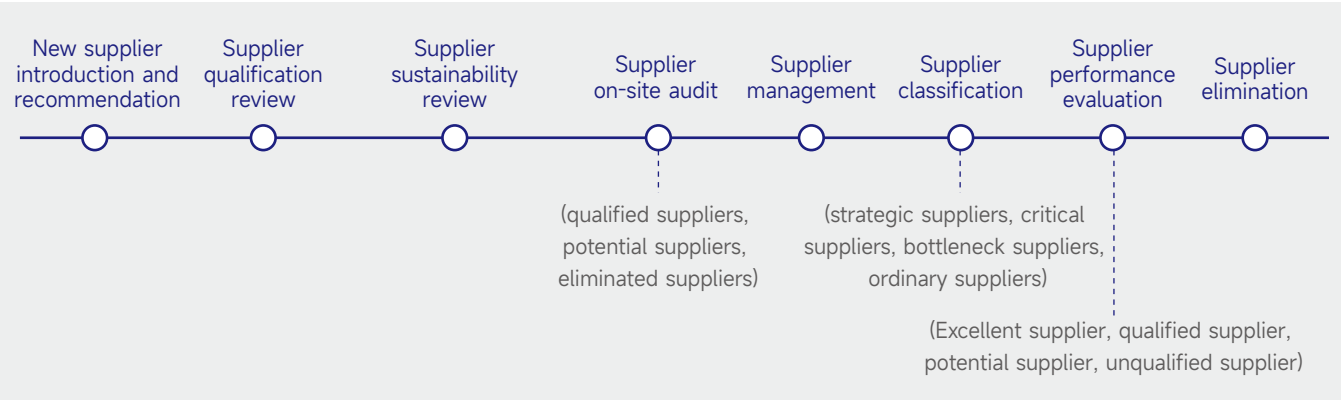 New supplier
introduction and
recommendation
Supplier
qualification
review
Supplier
sustainability
review
Supplier
on-site audit
Supplier
management
Supplier
classification
Supplier
performance
evaluation
Supplier
elimination
(qualified suppliers,
potential suppliers,
eliminated suppliers)
(strategic suppliers, critical
suppliers, bottleneck suppliers,
ordinary suppliers)
(Excellent supplier, qualified supplier,
potential supplier, unqualified supplier)